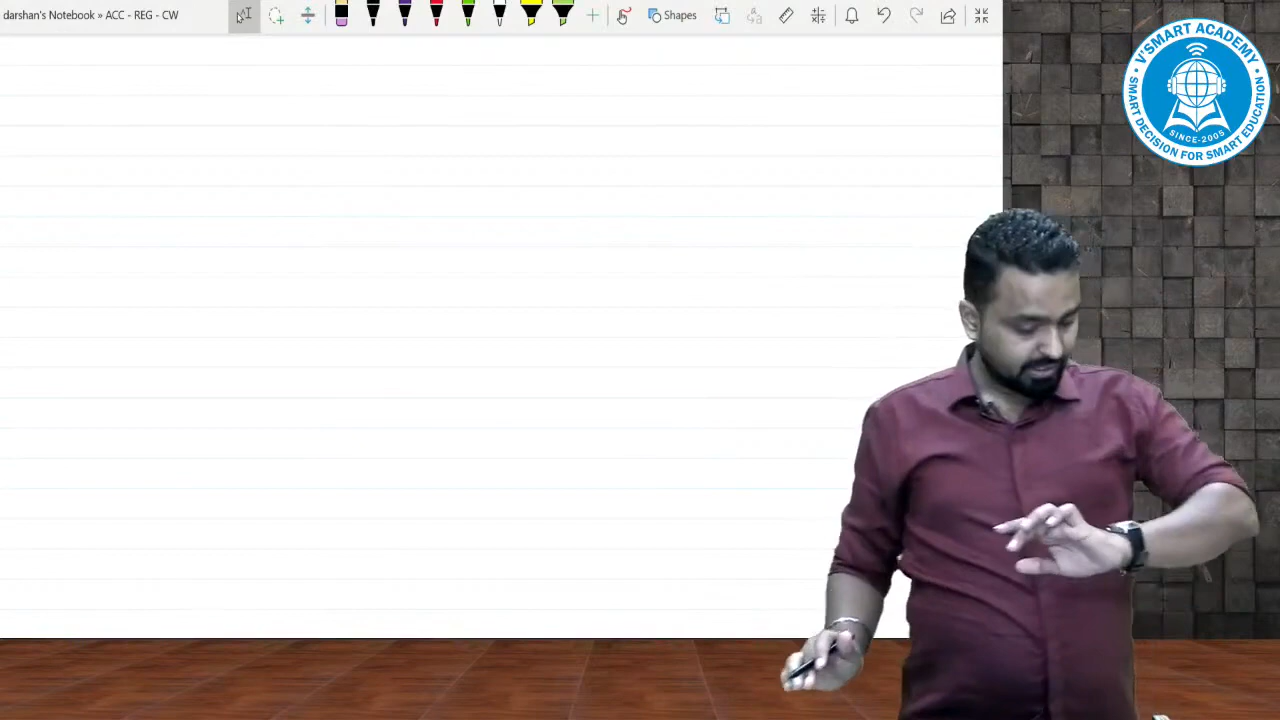 darshan's Notebook » ACC - REG - CW
Shapes
V'SMART ACADEMY
SINCE-2005
SMART DECISION FOR SMART EDUCATION